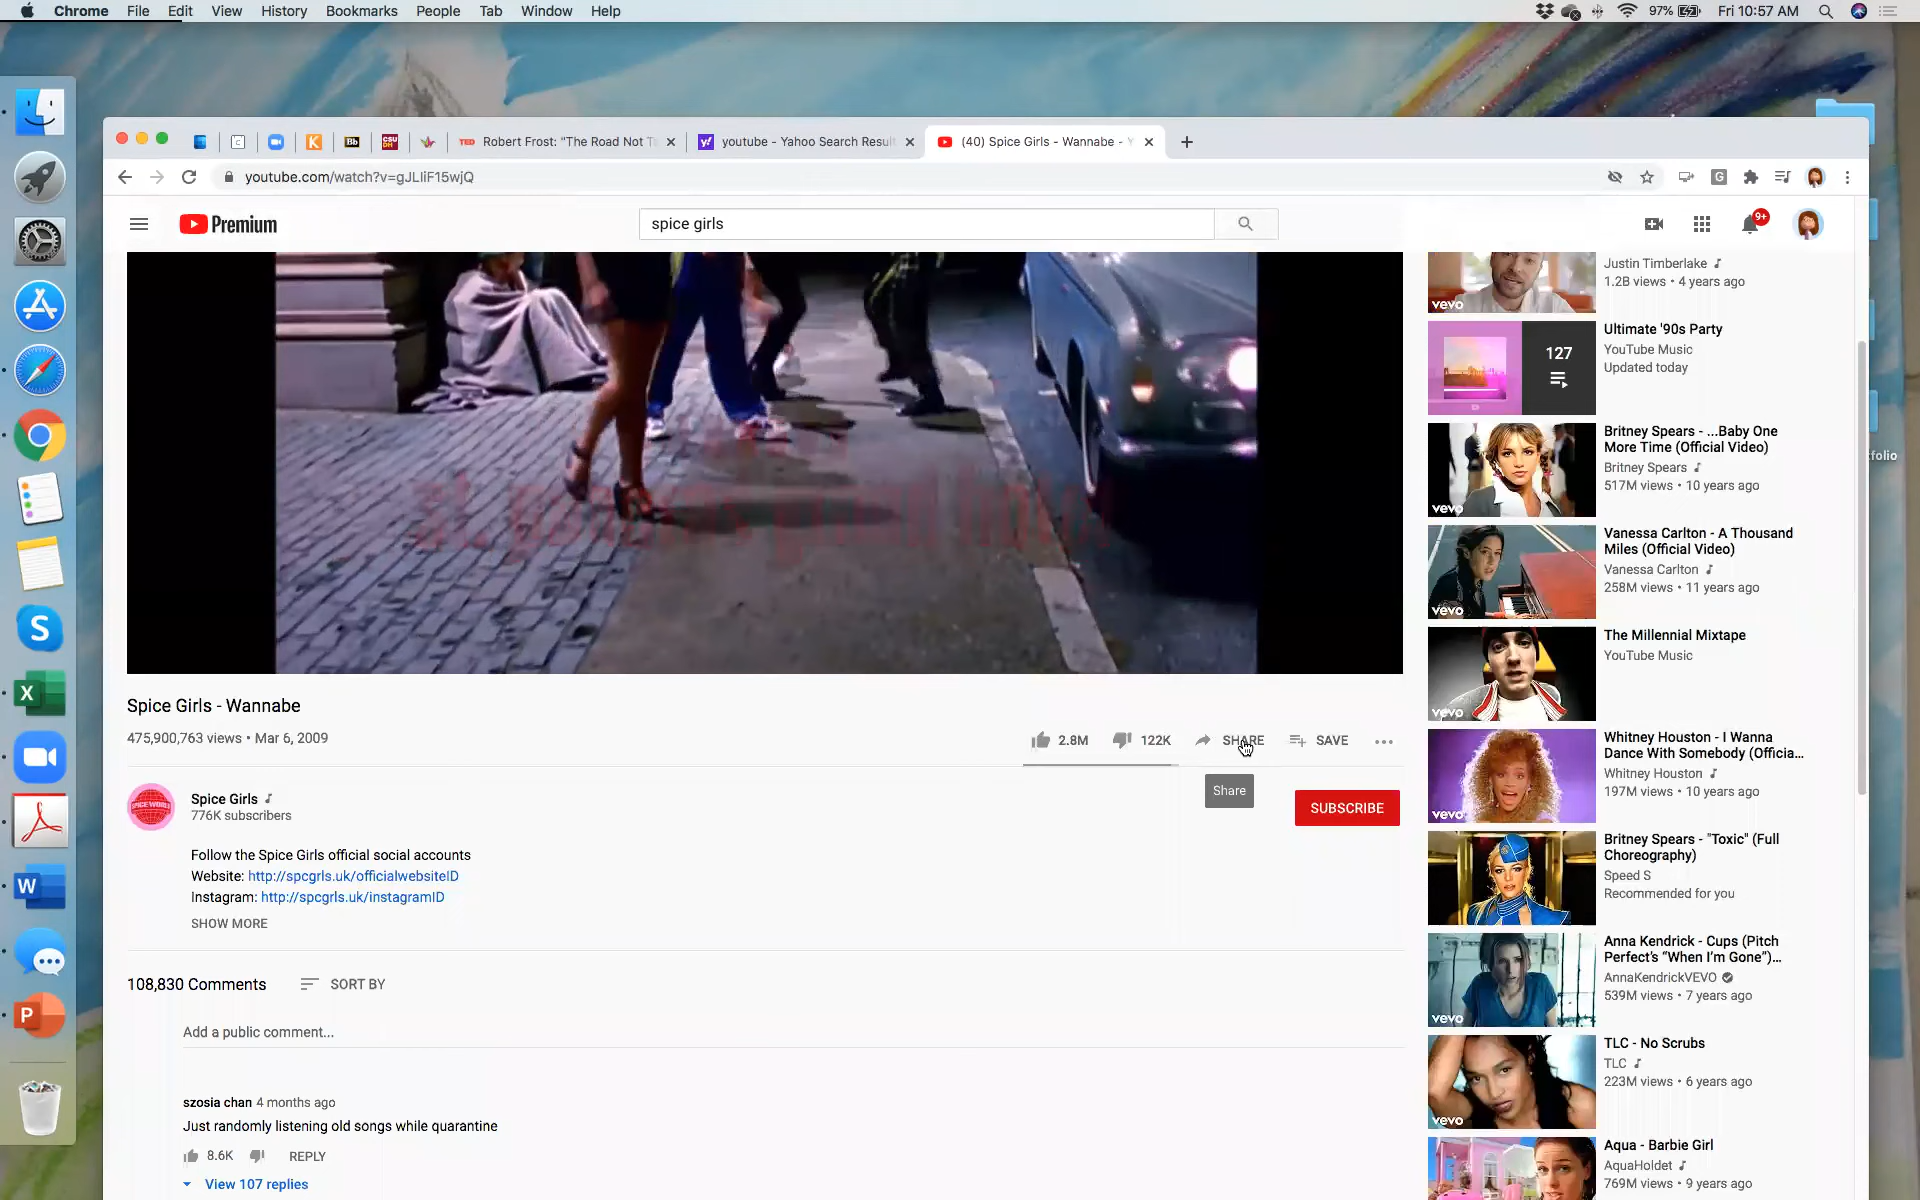 Chrome File Edit View History Bookmarks People Tab Window Help
97% Fri 10:57 AM
Robert Frost: "The Road Not T
youtube - Yahoo Search Result
(40) Spice Girls - Wannabe - Y
youtube.com/watch?v=gJLIiF15wjQ
Premium
spice girls
9+
Spice Girls - Wannabe
475,900,763 views • Mar 6, 2009
2.8M 122K SHARE SAVE
Share
Spice Girls
776K subscribers
SUBSCRIBE
Follow the Spice Girls official social accounts
Website: http://spcgrls.uk/officialwebsiteID
Instagram: http://spcgrls.uk/instagramID
SHOW MORE
108,830 Comments SORT BY
Add a public comment...
szosia chan 4 months ago
Just randomly listening old songs while quarantine
8.6K REPLY
View 107 replies
Justin Timberlake
1.2B views • 4 years ago
vevo
127
Ultimate '90s Party
YouTube Music
Updated today
Britney Spears - ...Baby One
More Time (Official Video)
Britney Spears
517M views • 10 years ago
vevo
Vanessa Carlton - A Thousand
Miles (Official Video)
Vanessa Carlton
258M views • 11 years ago
vevo
The Millennial Mixtape
YouTube Music
vevo
Whitney Houston - I Wanna
Dance With Somebody (Officia...
Whitney Houston
197M views • 10 years ago
vevo
Britney Spears - "Toxic" (Full
Choreography)
Speed S
Recommended for you
Anna Kendrick - Cups (Pitch
Perfect's "When I'm Gone")...
AnnaKendrickVEVO
539M views • 7 years ago
vevo
TLC - No Scrubs
TLC
223M views • 6 years ago
vevo
Aqua - Barbie Girl
AquaHoldet
769M views • 9 years ago
tfolio